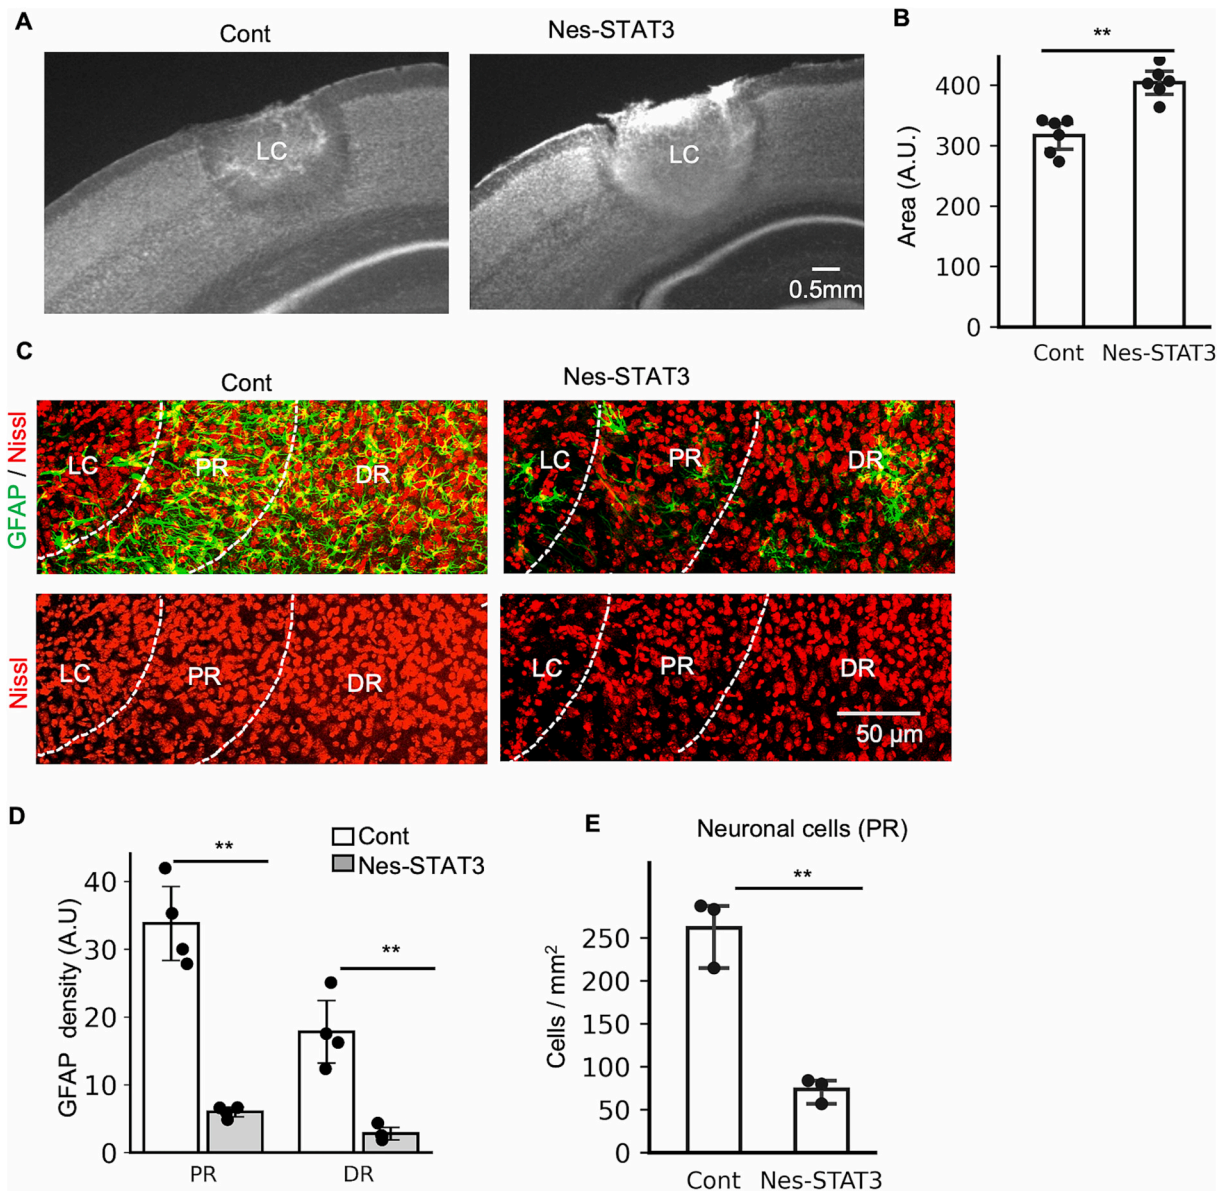 A
Cont
Nes-STAT3
LC
LC
0.5mm
B
**
400
300
200
100
0
Area (A.U.)
Cont
Nes-STAT3
C
Cont
Nes-STAT3
GFAP / Nissl
LC
PR
DR
LC
PR
DR
Nissl
LC
PR
DR
LC
PR
DR
50 µm
D
Cont
Nes-STAT3
**
**
40
30
20
10
0
GFAP density (A.U)
PR
DR
E
Neuronal cells (PR)
**
250
200
150
100
50
0
Cells / mm²
Cont
Nes-STAT3